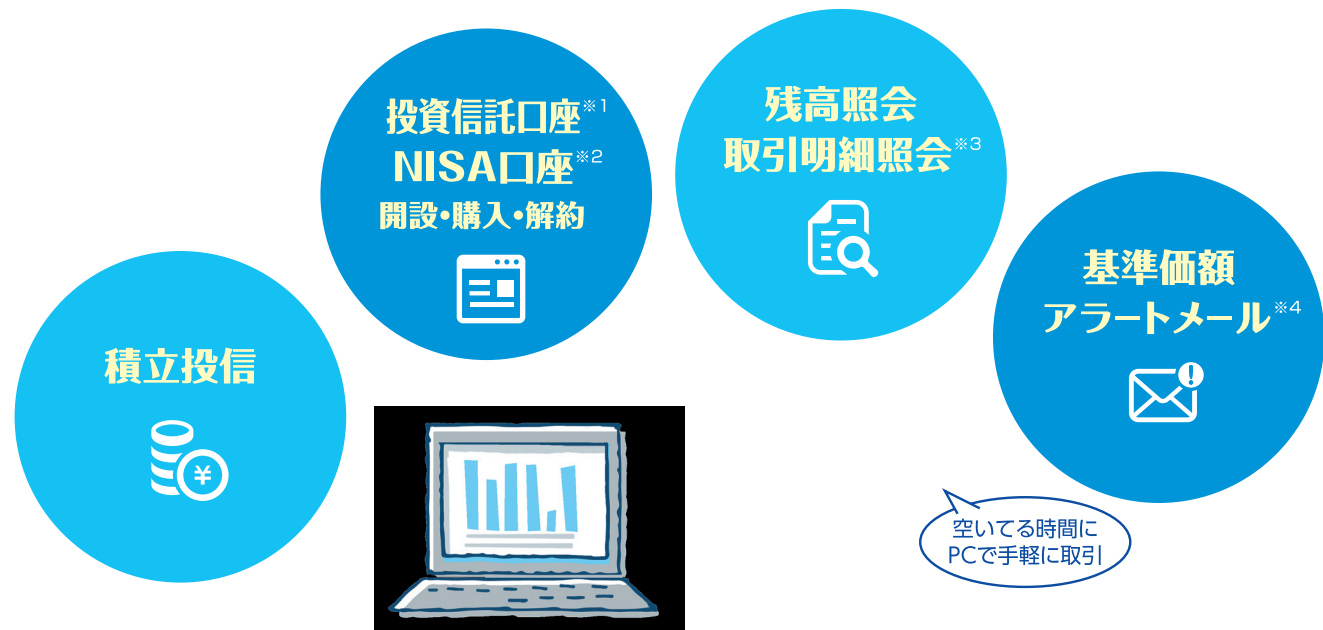 積立投信
¥
投資信託口座※1
NISA口座※2
開設・購入・解約
残高照会
取引明細照会※3
基準価額
アラートメール※4
!
空いてる時間に
PCで手軽に取引